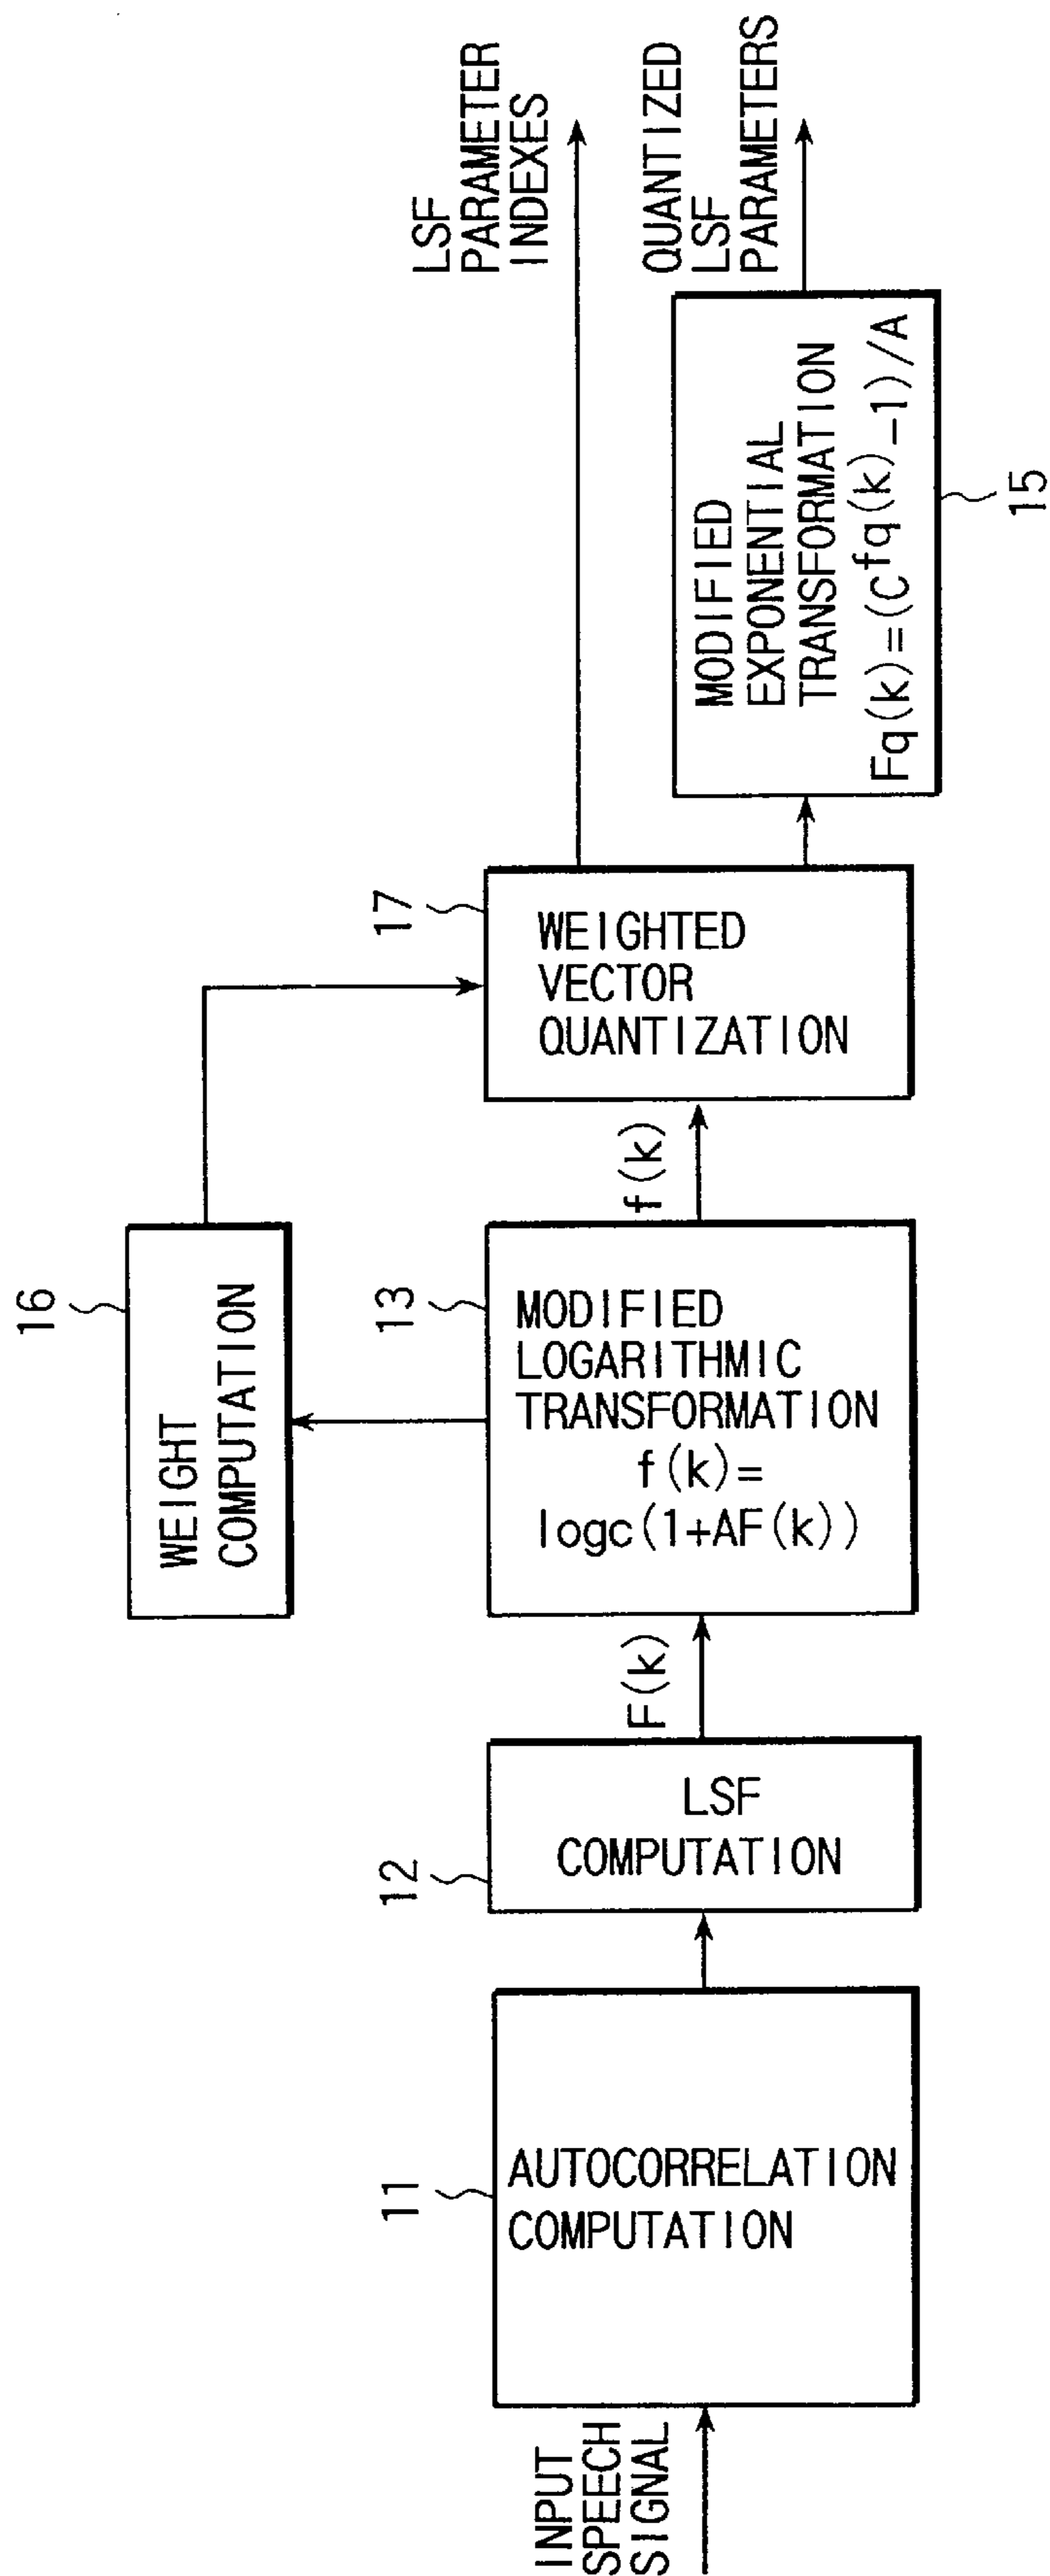 INPUT
SPEECH
SIGNAL
11
AUTOCORRELATION
COMPUTATION
12
LSF
COMPUTATION
F(k)
13
MODIFIED
LOGARITHMIC
TRANSFORMATION
f(k)=
logc(1+AF(k))
16
WEIGHT
COMPUTATION
f(k)
17
WEIGHTED
VECTOR
QUANTIZATION
LSF
PARAMETER
INDEXES
MODIFIED
EXPONENTIAL
TRANSFORMATION
Fq(k)=(C^fq(k)-1)/A
15
QUANTIZED
LSF
PARAMETERS